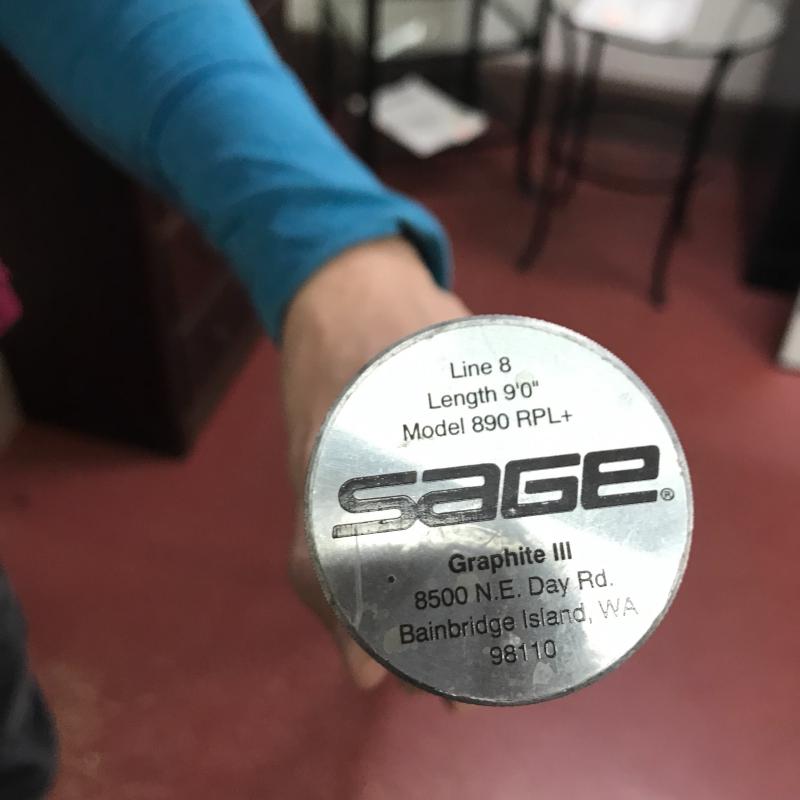 Line 8
Length 9'0"
Model 890 RPL+
SAGE®
Graphite III
8500 N.E. Day Rd.
Bainbridge Island, WA
98110